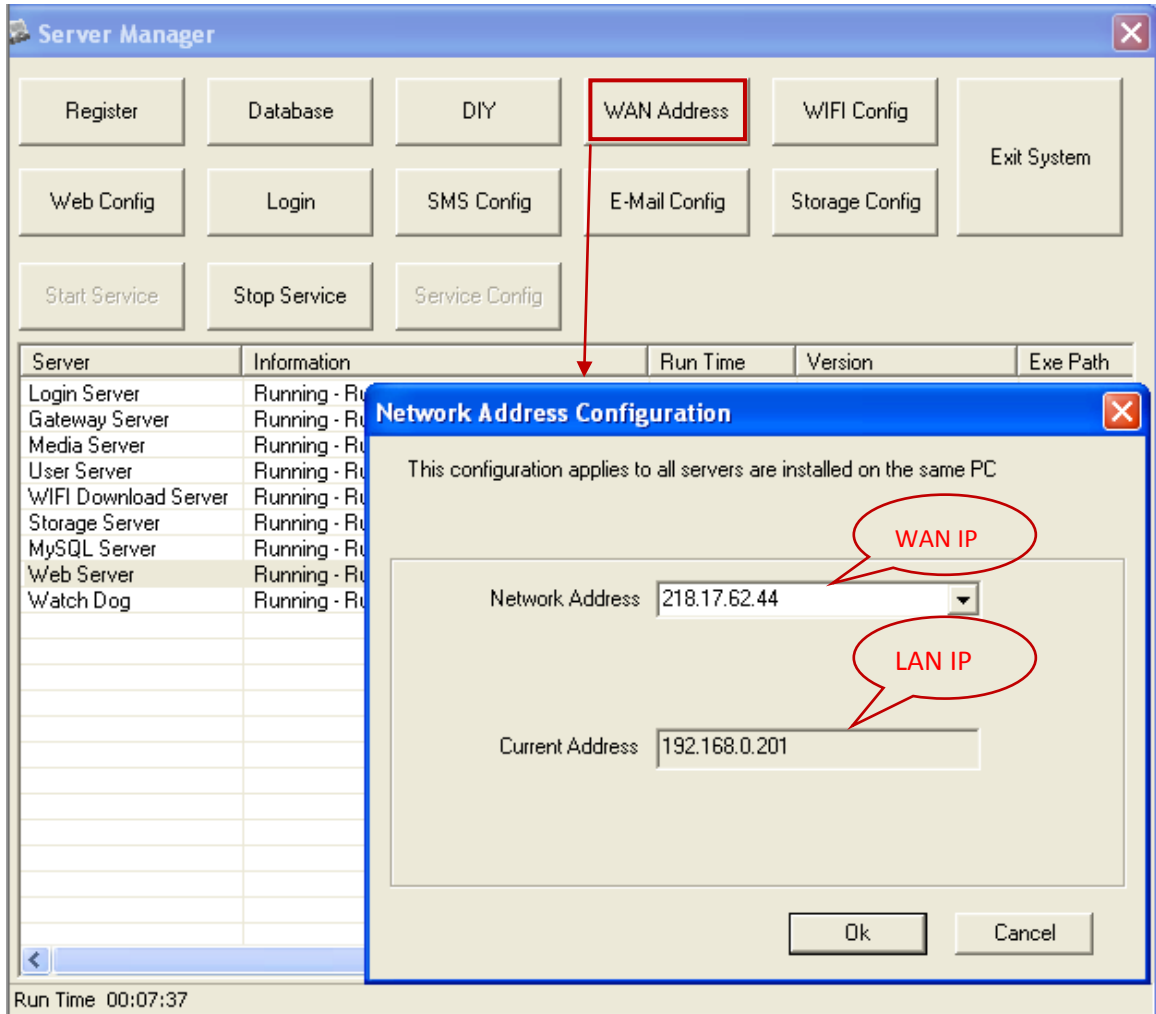 Server Manager
Register Database DIY WAN Address WIFI Config Exit System
Web Config Login SMS Config E-Mail Config Storage Config
Start Service Stop Service Service Config
Server Information Run Time Version Exe Path
Login Server Running - Ru
Gateway Server Running - Ru
Media Server Running - Ru
User Server Running - Ru
WIFI Download Server Running - Ru
Storage Server Running - Ru
MySQL Server Running - Ru
Web Server Running - Ru
Watch Dog Running - Ru
Network Address Configuration
This configuration applies to all servers are installed on the same PC
WAN IP
Network Address 218.17.62.44
LAN IP
Current Address 192.168.0.201
Ok Cancel
Run Time 00:07:37